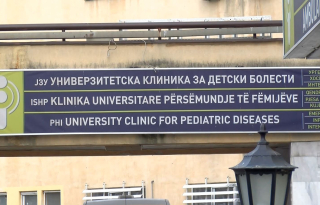 ЈЗУ УНИВЕРЗИТЕТСКА КЛИНИКА ЗА ДЕТСКИ БОЛЕСТИ
ISHP KLINIKA UNIVERSITARE PËRSËMUNDJE TË FËMIJËVE
PHI UNIVERSITY CLINIC FOR PEDIATRIC DISEASES